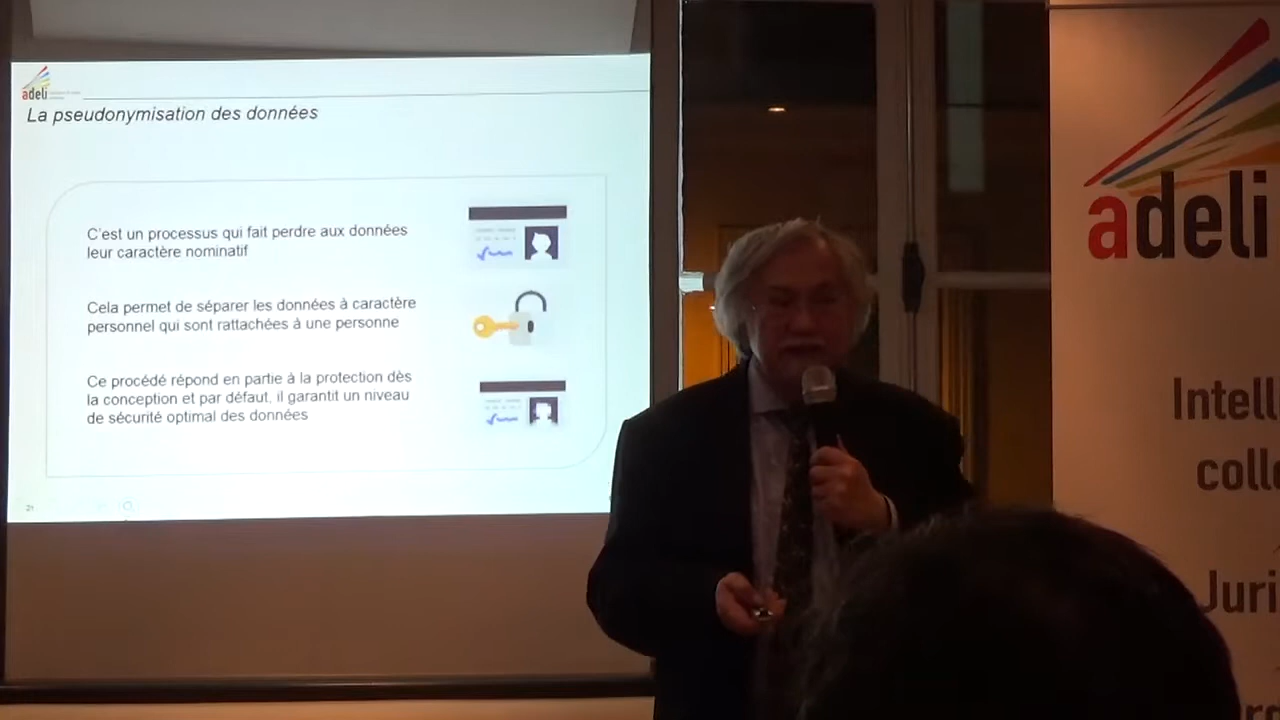 adeli
La pseudonymisation des données
C'est un processus qui fait perdre aux données
leur caractère nominatif
Cela permet de séparer les données à caractère
personnel qui sont rattachées à une personne
Ce procédé répond en partie à la protection dès
la conception et par défaut, il garantit un niveau
de sécurité optimal des données
21
adeli
Intell
colle
Juri